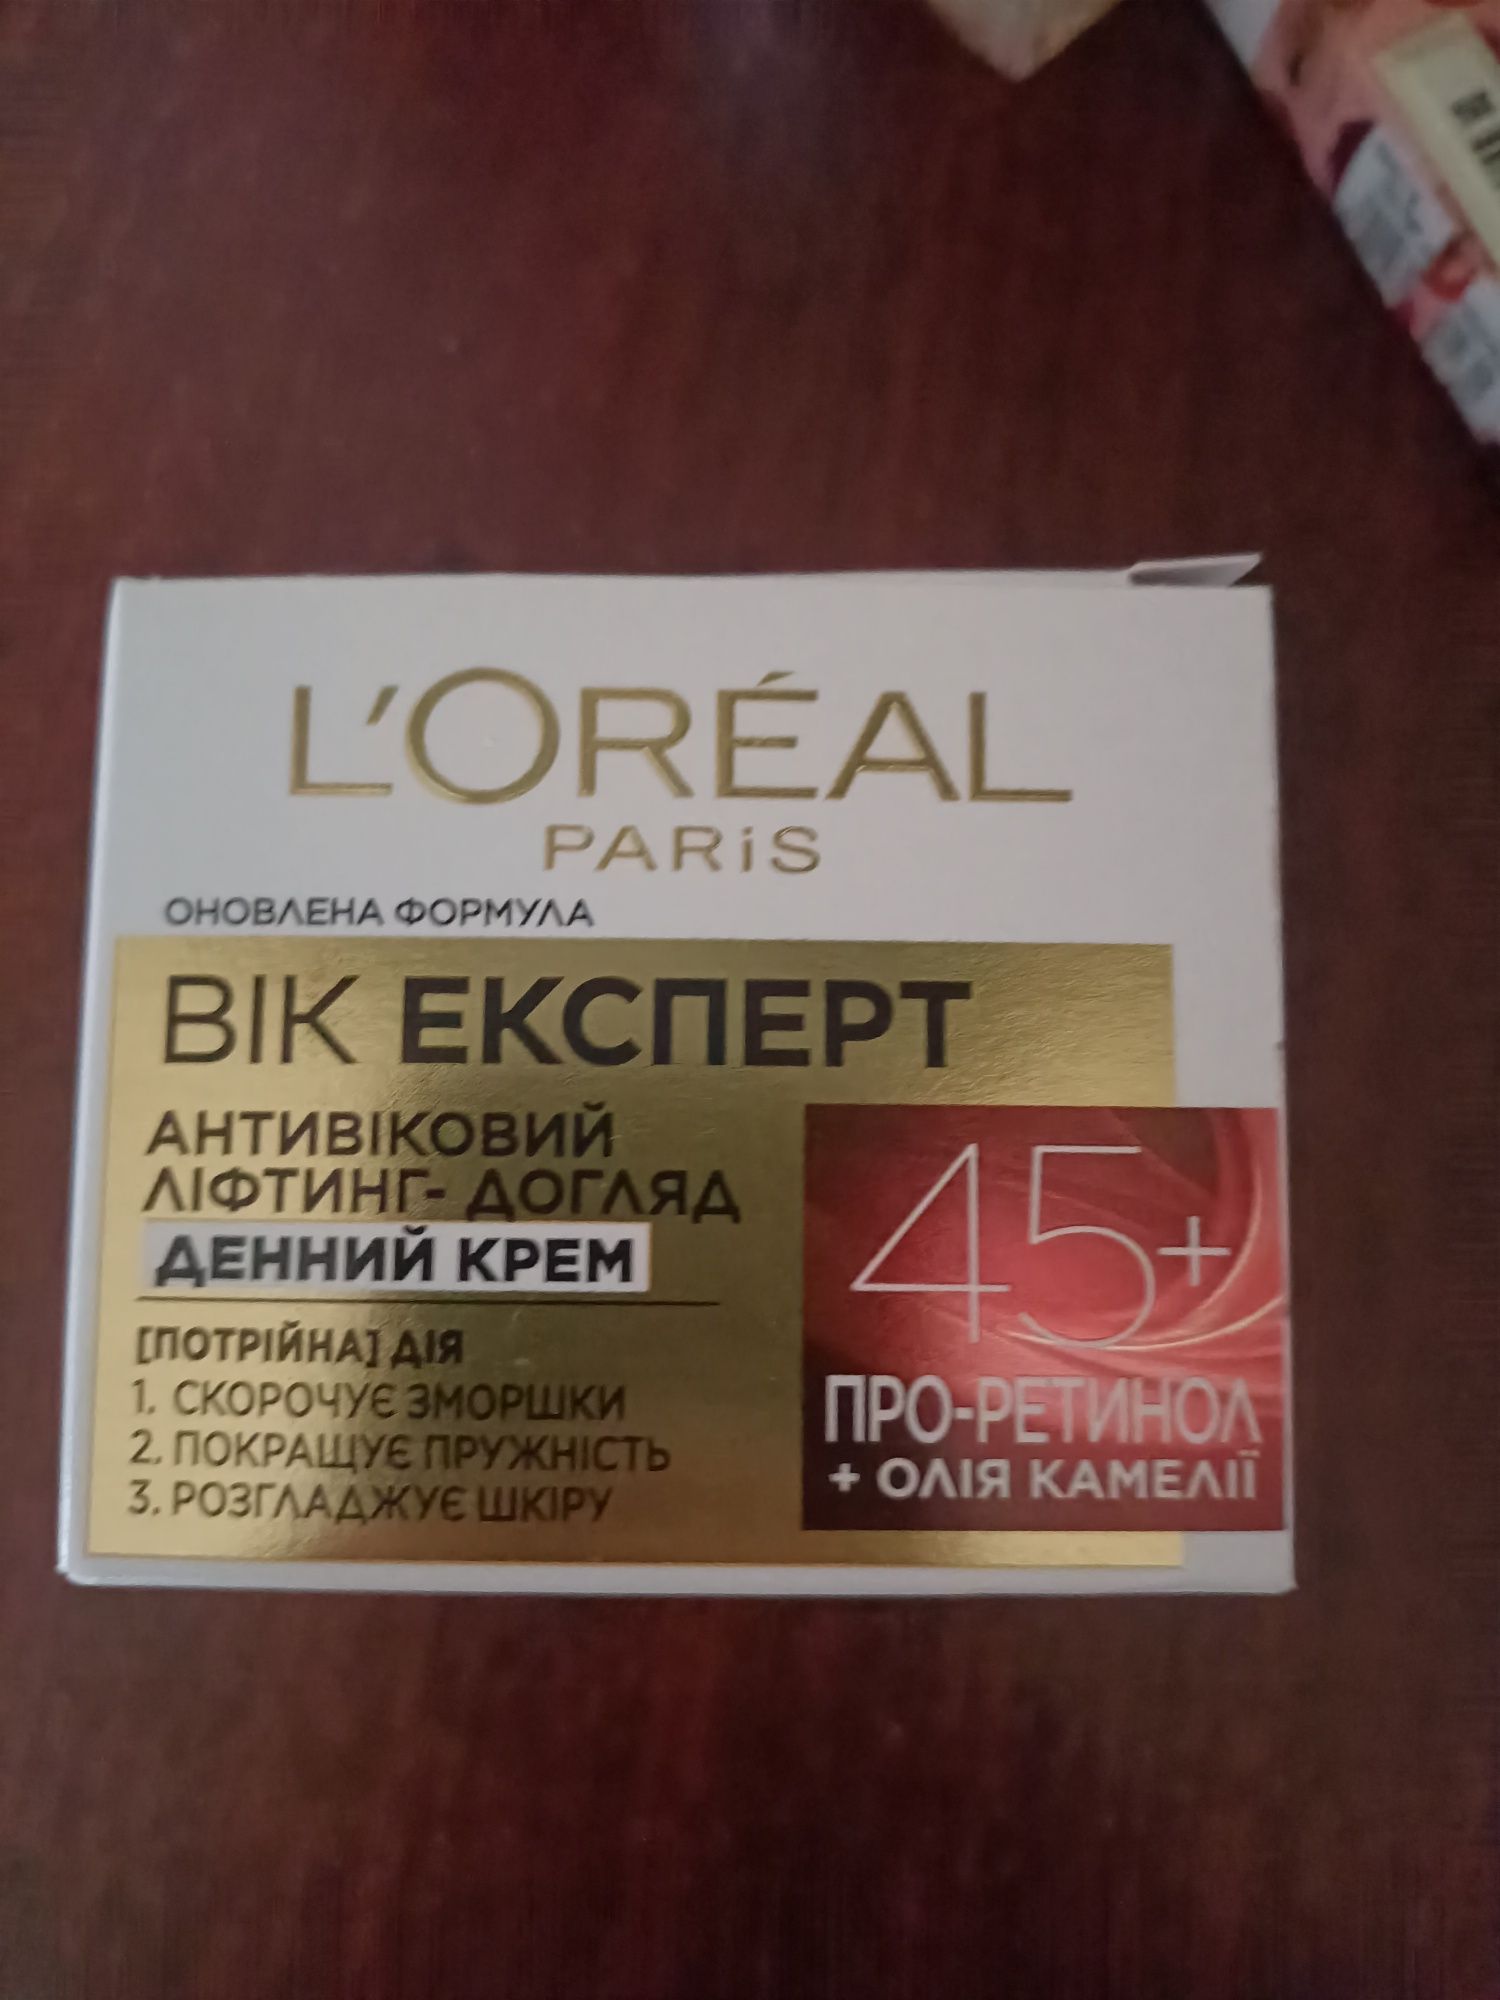 L'ORÉAL
PARiS
ОНОВЛЕНА ФОРМУЛА
ВІК ЕКСПЕРТ
АНТИВІКОВИЙ
ЛІФТИНГ- ДОГЛЯД
ДЕННИЙ КРЕМ
[ПОТРІЙНА] ДІЯ
1. СКОРОЧУЄ ЗМОРШКИ
2. ПОКРАЩУЄ ПРУЖНІСТЬ
3. РОЗГЛАДЖУЄ ШКІРУ
45+
ПРО-РЕТИНОЛ
+ ОЛІЯ КАМЕЛІЇ